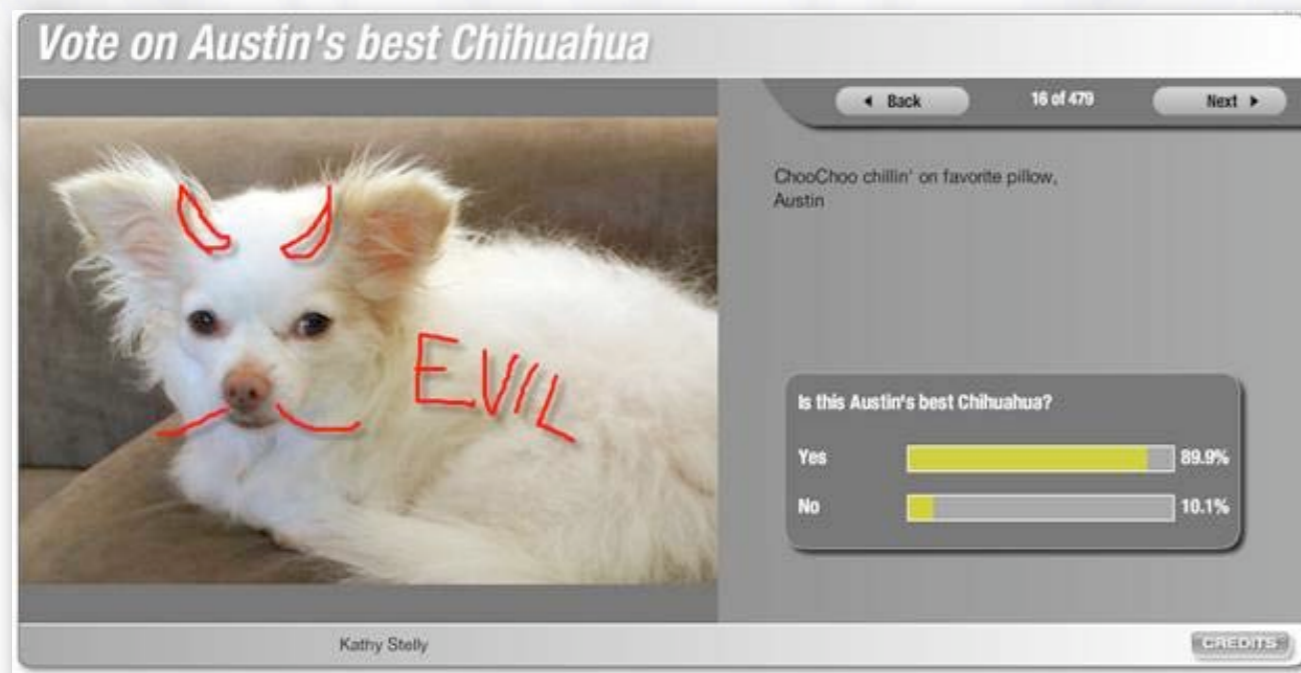 Vote on Austin's best Chihuahua
◄ Back
16 of 479
Next ►
ChooChoo chillin' on favorite pillow,
Austin
EVIL
Is this Austin's best Chihuahua?
Yes
89.9%
No
10.1%
Kathy Stelly
CREDITS